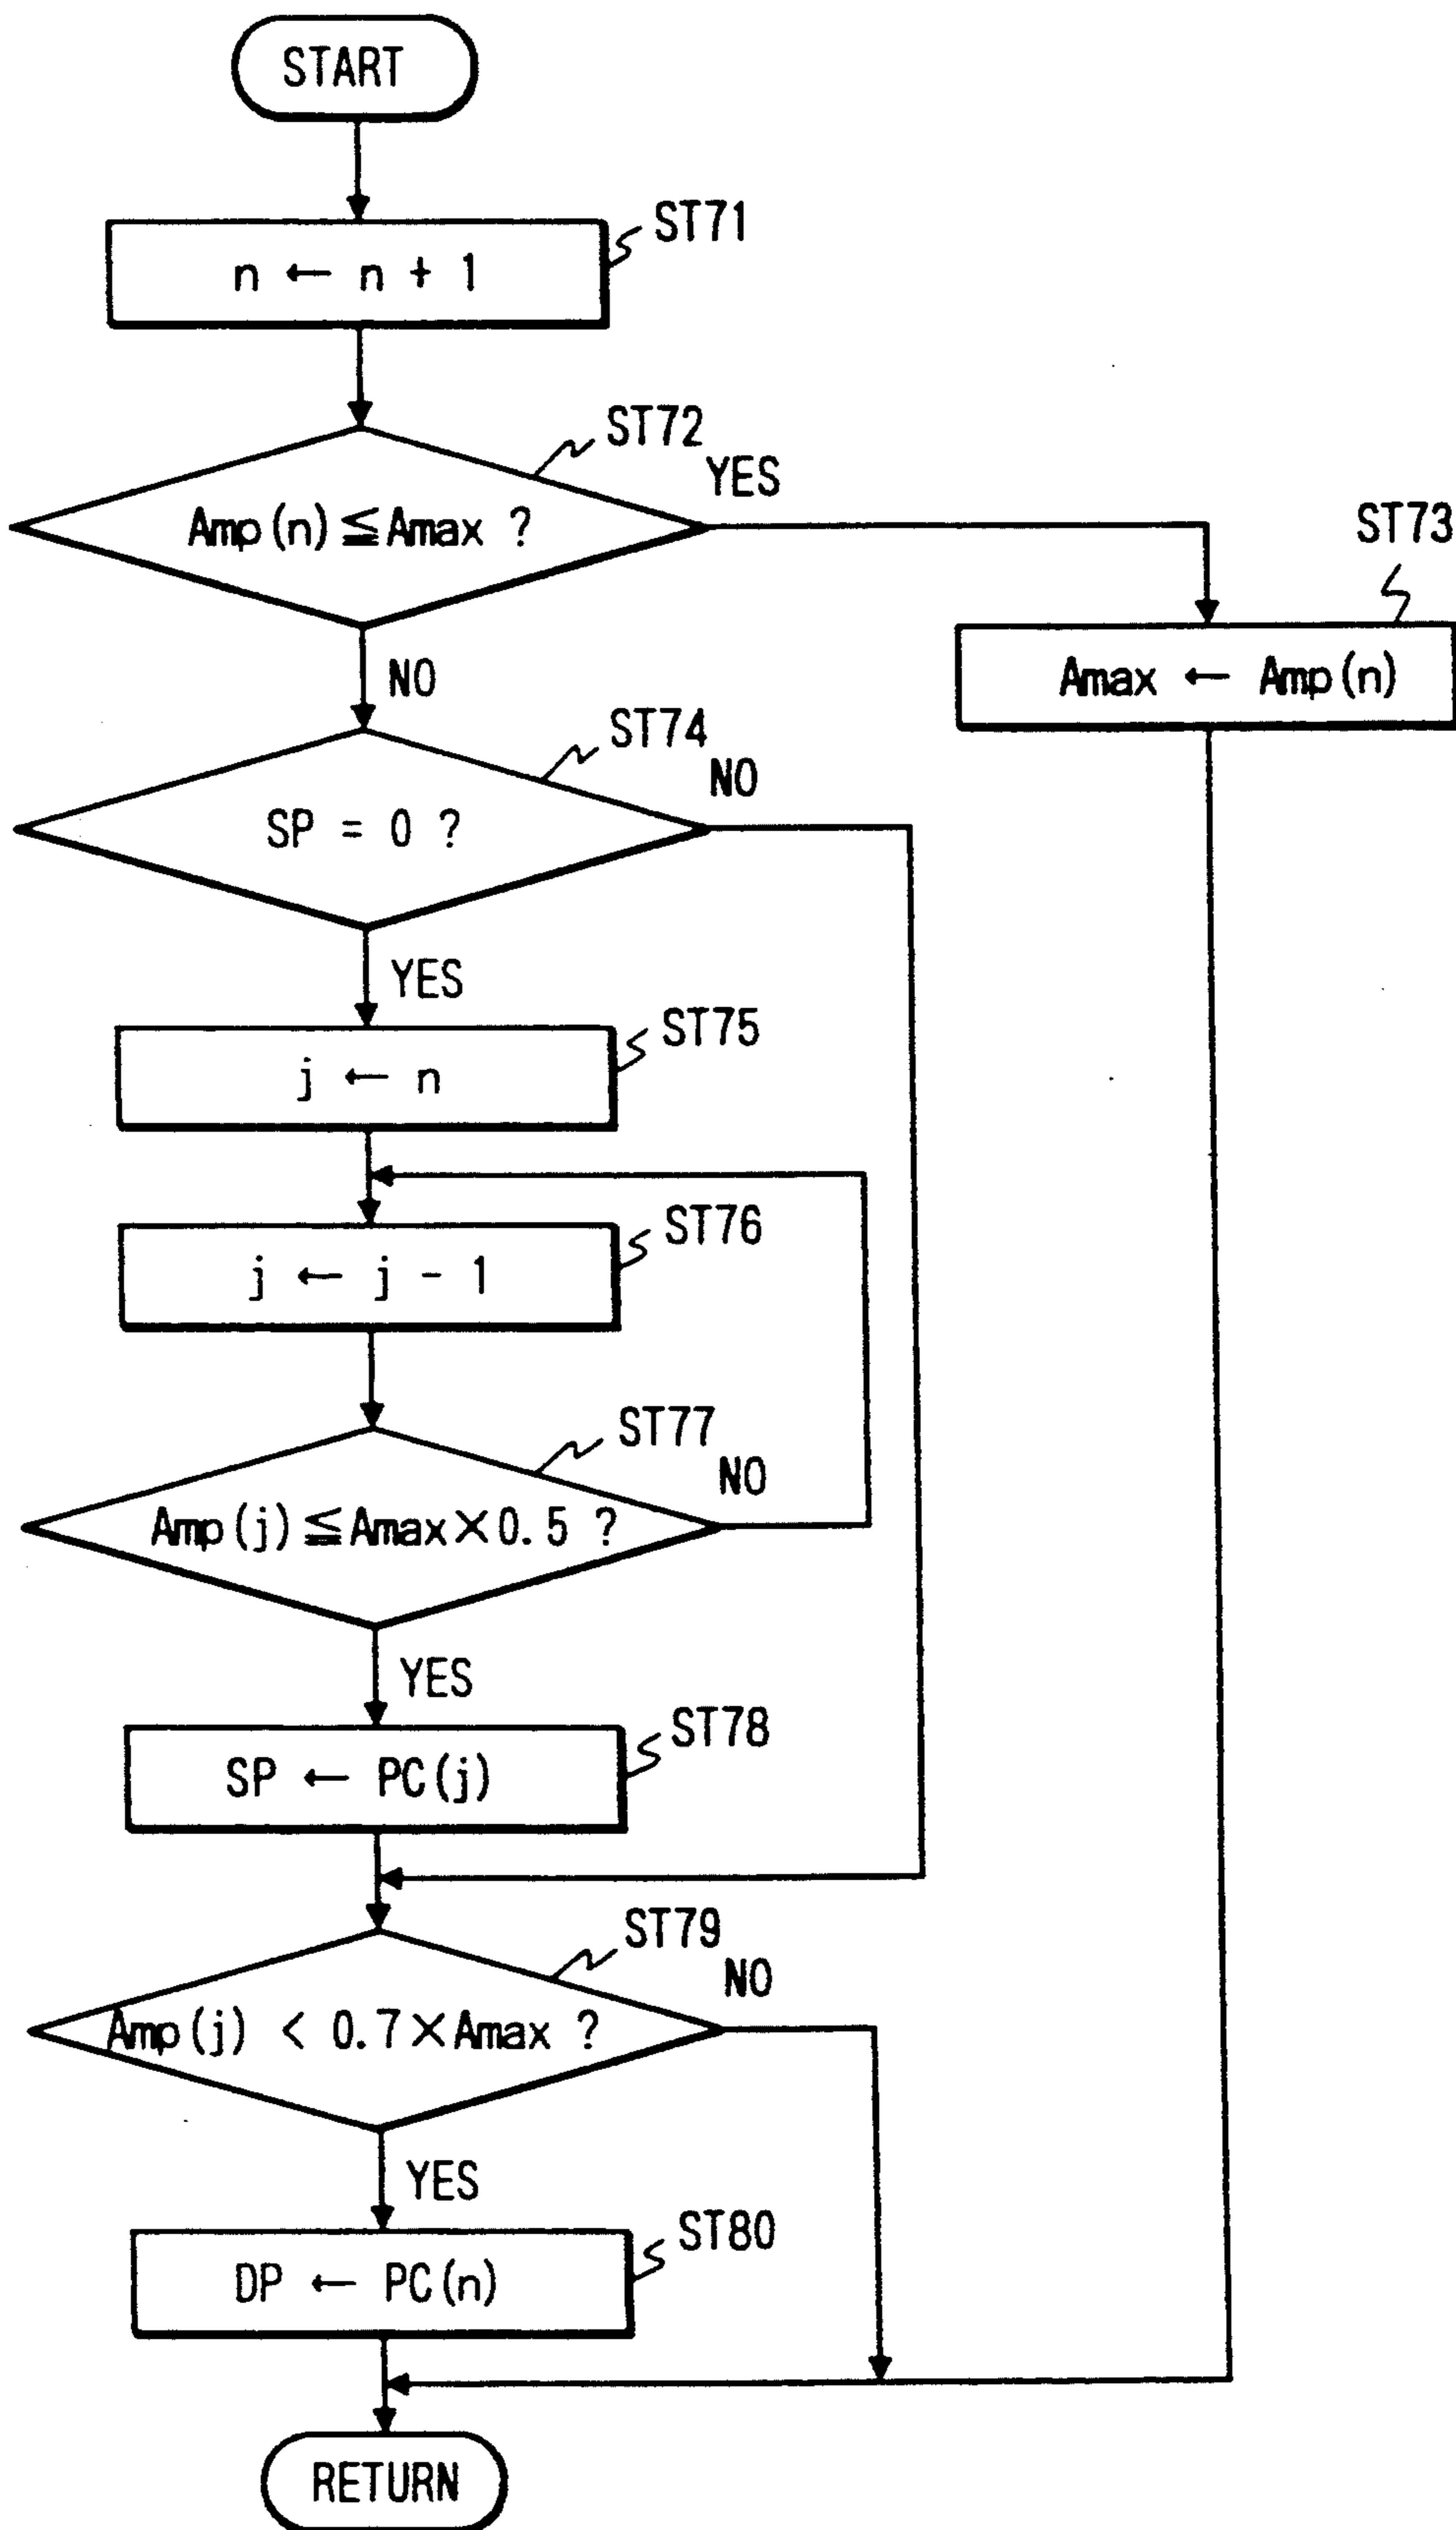 START
ST71
n ← n + 1
ST72
YES
Amp(n) ≦ Amax ?
ST73
Amax ← Amp(n)
NO
ST74
NO
SP = 0 ?
YES
ST75
j ← n
ST76
j ← j - 1
ST77
NO
Amp(j) ≦ Amax × 0.5 ?
YES
ST78
SP ← PC(j)
ST79
NO
Amp(j) < 0.7 × Amax ?
YES
ST80
DP ← PC(n)
RETURN